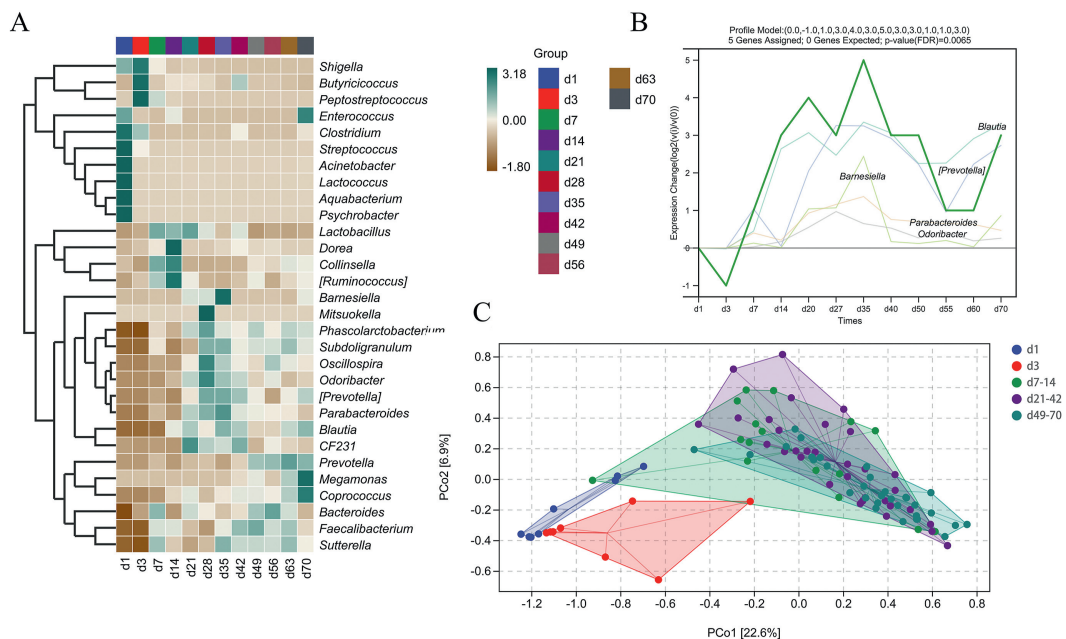 A
Shigella
Butyricicoccus
Peptostreptococcus
Enterococcus
Clostridium
Streptococcus
Acinetobacter
Lactococcus
Aquabacterium
Psychrobacter
Lactobacillus
Dorea
Collinsella
[Ruminococcus]
Barnesiella
Mitsuokella
Phascolarctobacterium
Subdoligranulum
Oscillospira
Odoribacter
[Prevotella]
Parabacteroides
Blautia
CF231
Prevotella
Megamonas
Coprococcus
Bacteroides
Faecalibacterium
Sutterella
d1 d3 d7 d14 d21 d28 d35 d42 d49 d56 d63 d70
3.18
0.00
-1.80
Group
d1
d3
d7
d14
d21
d28
d35
d42
d49
d56
d63
d70
B
Profile Model:(0.0,-1.0,1.0,3.0,4.0,3.0,5.0,3.0,3.0,1.0,1.0,3.0)
5 Genes Assigned; 0 Genes Expected; p-value(FDR)=0.0065
Expression Change(log2(v(i)/v(0))
5
4
3
2
1
0
-1
Blautia
[Prevotella]
Barnesiella
Parabacteroides
Odoribacter
d1 d3 d7 d14 d20 d27 d35 d40 d50 d55 d60 d70
Times
C
PCo2 [6.9%]
0.8
0.6
0.4
0.2
0.0
-0.2
-0.4
-0.6
-1.2 -1.0 -0.8 -0.6 -0.4 -0.2 0.0 0.2 0.4 0.6 0.8
PCo1 [22.6%]
d1
d3
d7-14
d21-42
d49-70